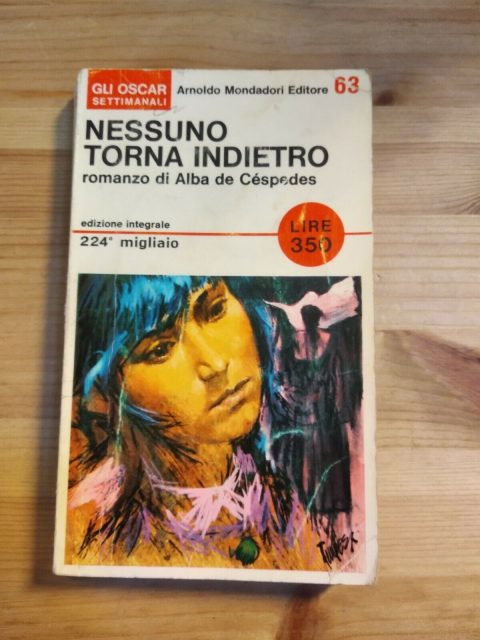 GLI OSCAR
SETTIMANALI
Arnoldo Mondadori Editore 63
NESSUNO
TORNA INDIETRO
romanzo di Alba de Céspedes
edizione integrale
224° migliaio
LIRE
350